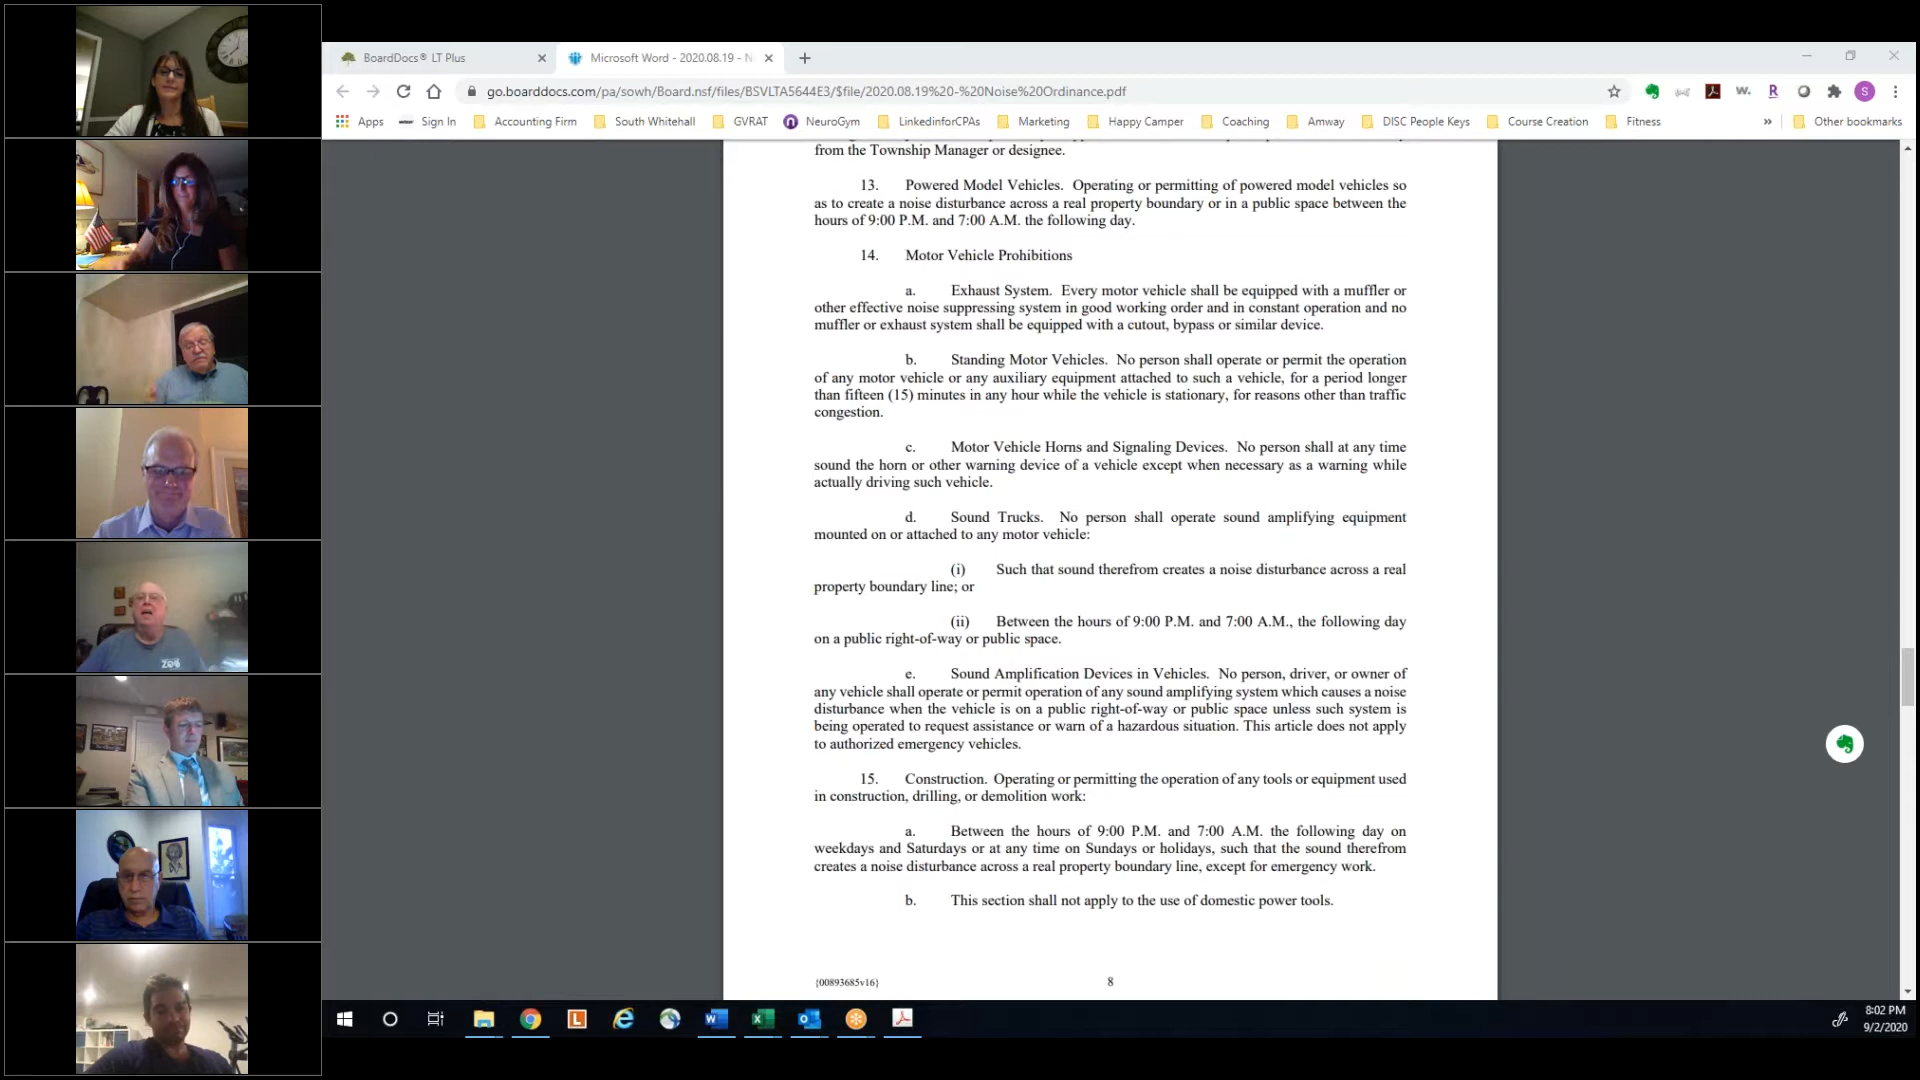 BoardDocs® LT Plus
Microsoft Word - 2020.08.19 - N
go.boarddocs.com/pa/sowh/Board.nsf/files/BSVLTA5644E3/$file/2020.08.19%20-%20Noise%20Ordinance.pdf
Apps Sign In Accounting Firm South Whitehall GVRAT NeuroGym LinkedinforCPAs Marketing Happy Camper Coaching Amway DISC People Keys Course Creation Fitness » Other bookmarks
from the Township Manager or designee.
13. Powered Model Vehicles. Operating or permitting of powered model vehicles so
as to create a noise disturbance across a real property boundary or in a public space between the
hours of 9:00 P.M. and 7:00 A.M. the following day.
14. Motor Vehicle Prohibitions
a. Exhaust System. Every motor vehicle shall be equipped with a muffler or
other effective noise suppressing system in good working order and in constant operation and no
muffler or exhaust system shall be equipped with a cutout, bypass or similar device.
b. Standing Motor Vehicles. No person shall operate or permit the operation
of any motor vehicle or any auxiliary equipment attached to such a vehicle, for a period longer
than fifteen (15) minutes in any hour while the vehicle is stationary, for reasons other than traffic
congestion.
c. Motor Vehicle Horns and Signaling Devices. No person shall at any time
sound the horn or other warning device of a vehicle except when necessary as a warning while
actually driving such vehicle.
d. Sound Trucks. No person shall operate sound amplifying equipment
mounted on or attached to any motor vehicle:
(i) Such that sound therefrom creates a noise disturbance across a real
property boundary line; or
(ii) Between the hours of 9:00 P.M. and 7:00 A.M., the following day
on a public right-of-way or public space.
e. Sound Amplification Devices in Vehicles. No person, driver, or owner of
any vehicle shall operate or permit operation of any sound amplifying system which causes a noise
disturbance when the vehicle is on a public right-of-way or public space unless such system is
being operated to request assistance or warn of a hazardous situation. This article does not apply
to authorized emergency vehicles.
15. Construction. Operating or permitting the operation of any tools or equipment used
in construction, drilling, or demolition work:
a. Between the hours of 9:00 P.M. and 7:00 A.M. the following day on
weekdays and Saturdays or at any time on Sundays or holidays, such that the sound therefrom
creates a noise disturbance across a real property boundary line, except for emergency work.
b. This section shall not apply to the use of domestic power tools.
{00893685v16} 8
8:02 PM
9/2/2020